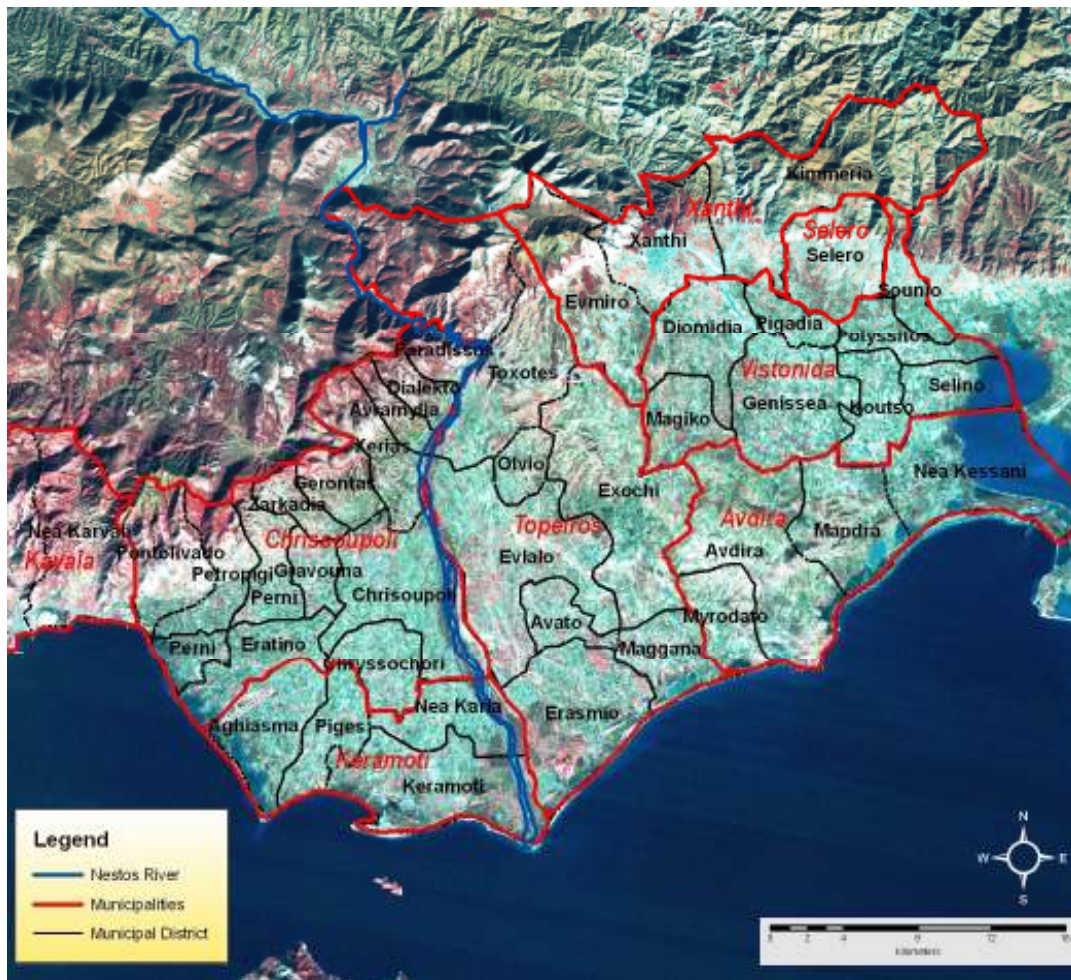 Kimmeria
Xanthi
Xanthi
Selero
Selero
Evmiro
Sounio
Diomidia
Pigadia
Polyssitos
Paradissos
Toxotes
Vistonida
Dialekto
Selino
Avramylia
Genissea
Koutso
Magiko
Xerias
Olvio
Nea Kessani
Gerontas
Exochi
Zarkadia
Topeiros
Avdira
Nea Karvali
Chrisoupoli
Mandra
Pontolivado
Avdira
Kavala
Evlalo
Petropigi
Gravouna
Perni
Chrisoupoli
Myrodato
Avato
Perni
Eratino
Maggana
Chryssochori
Nea Karia
Erasmio
Aghiasma
Piges
Keramoti
Keramoti
Legend
Nestos River
Municipalities
Municipal District
N
W
E
S
0
2
4
8
12
16
kilometers